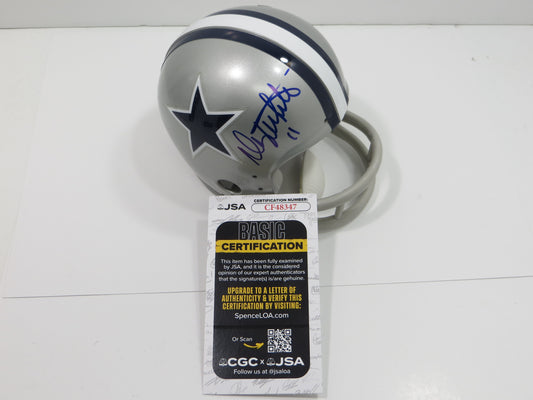 11
JSA
CERTIFICATION NUMBER:
CF48347
BASIC
CERTIFICATION
This item has been fully examined
by JSA, and it is the considered
opinion of our expert authenticators
that the signature(s) is/are genuine.
UPGRADE TO A LETTER OF
AUTHENTICITY & VERIFY THIS
CERTIFICATION BY VISITING:
SpenceLOA.com
Or Scan
CGC x JSA
Follow us at @jsaloa